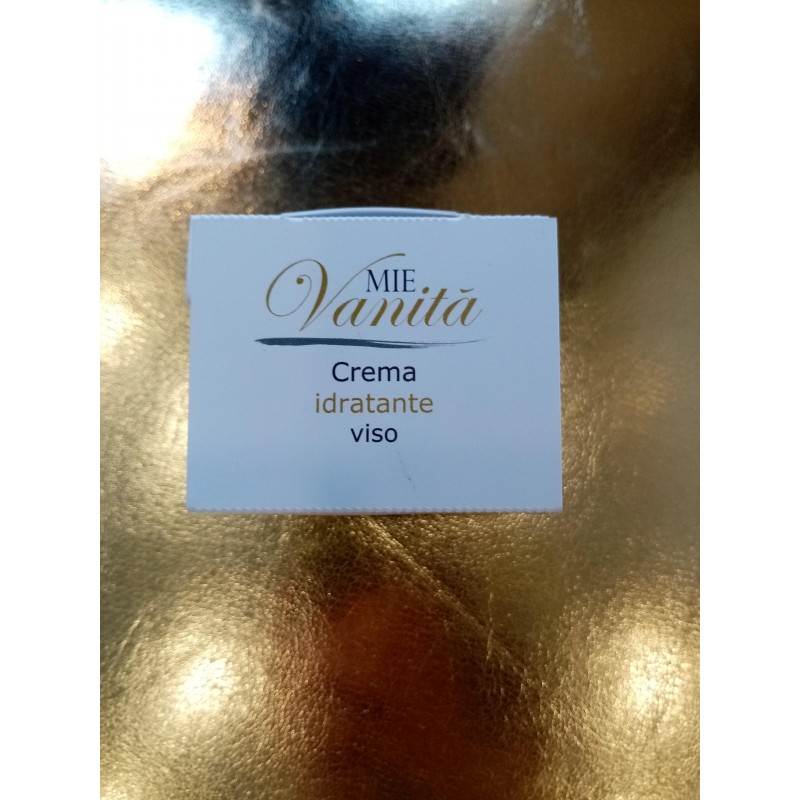 MIE
Vanità
Crema
idratante
viso